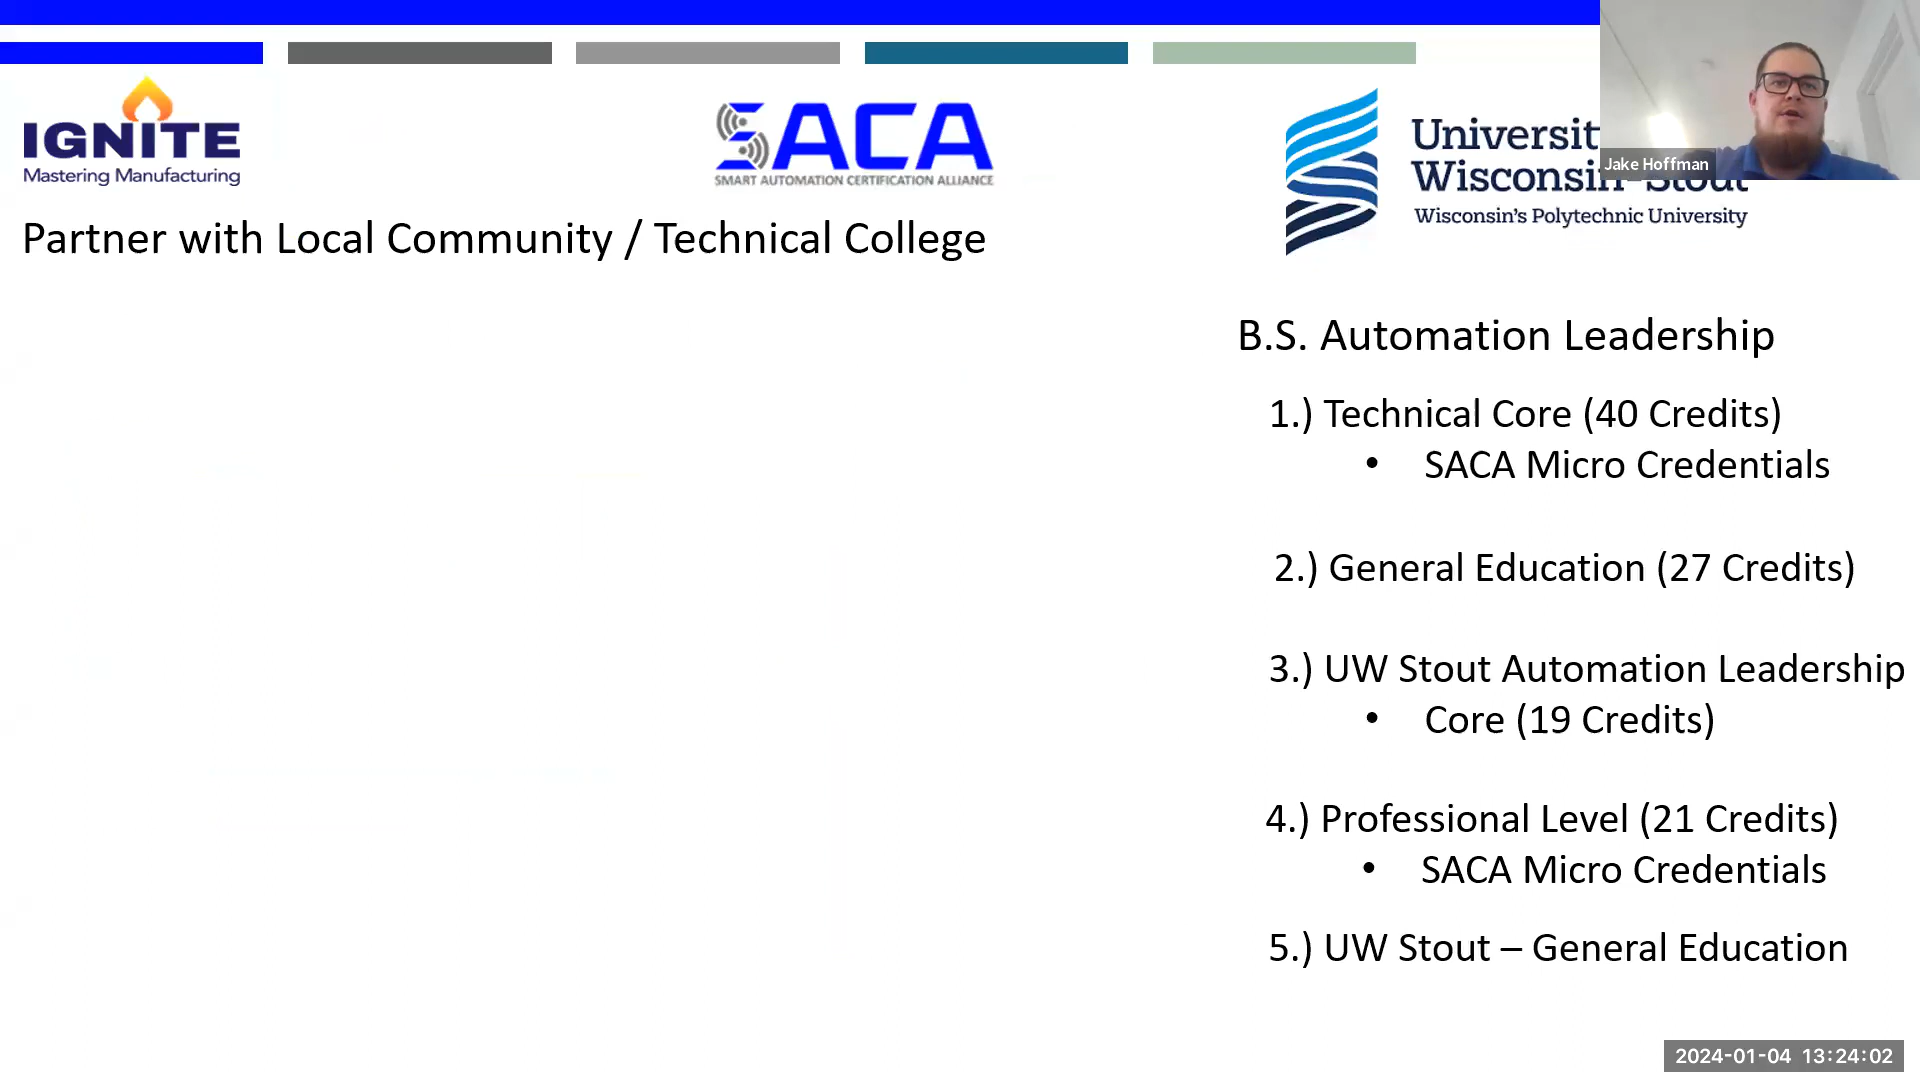 IGNITE
Mastering Manufacturing
SACA
SMART AUTOMATION CERTIFICATION ALLIANCE
Wisconsin-Stout
Wisconsin's Polytechnic University
Jake Hoffman
Partner with Local Community / Technical College
B.S. Automation Leadership
1.) Technical Core (40 Credits)
• SACA Micro Credentials
2.) General Education (27 Credits)
3.) UW Stout Automation Leadership
• Core (19 Credits)
4.) Professional Level (21 Credits)
• SACA Micro Credentials
5.) UW Stout – General Education
2024-01-04 13:24:02